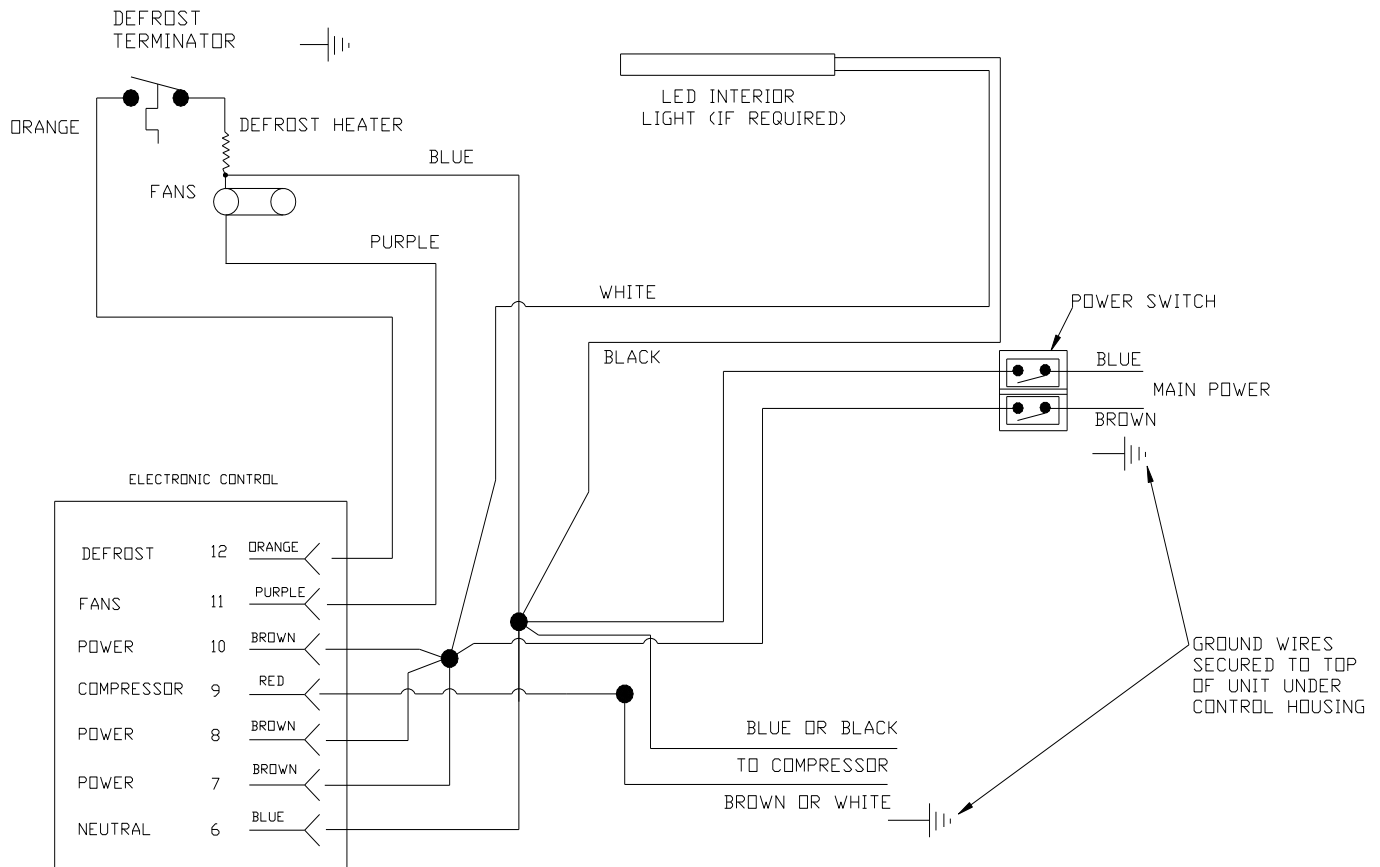 DEFROST
TERMINATOR
ORANGE
DEFROST HEATER
BLUE
FANS
PURPLE
LED INTERIOR
LIGHT (IF REQUIRED)
WHITE
BLACK
POWER SWITCH
BLUE
MAIN POWER
BROWN
ELECTRONIC CONTROL
DEFROST 12 ORANGE
FANS 11 PURPLE
POWER 10 BROWN
COMPRESSOR 9 RED
POWER 8 BROWN
POWER 7 BROWN
NEUTRAL 6 BLUE
BLUE OR BLACK
TO COMPRESSOR
BROWN OR WHITE
GROUND WIRES
SECURED TO TOP
OF UNIT UNDER
CONTROL HOUSING